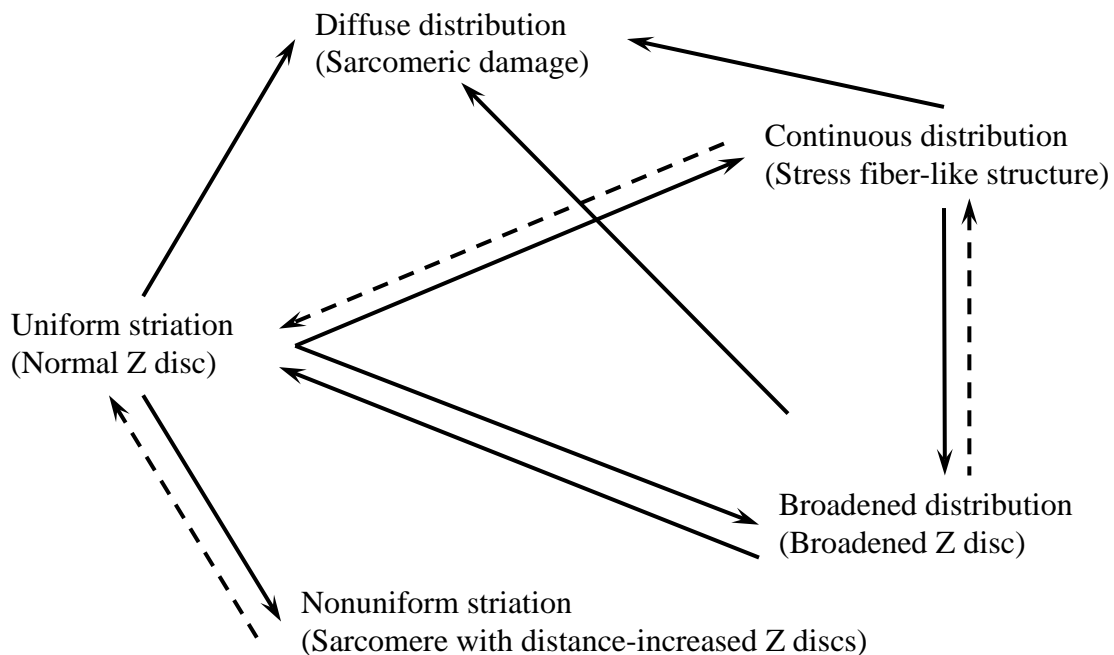 Diffuse distribution
(Sarcomeric damage)
Continuous distribution
(Stress fiber-like structure)
Uniform striation
(Normal Z disc)
Broadened distribution
(Broadened Z disc)
Nonuniform striation
(Sarcomere with distance-increased Z discs)